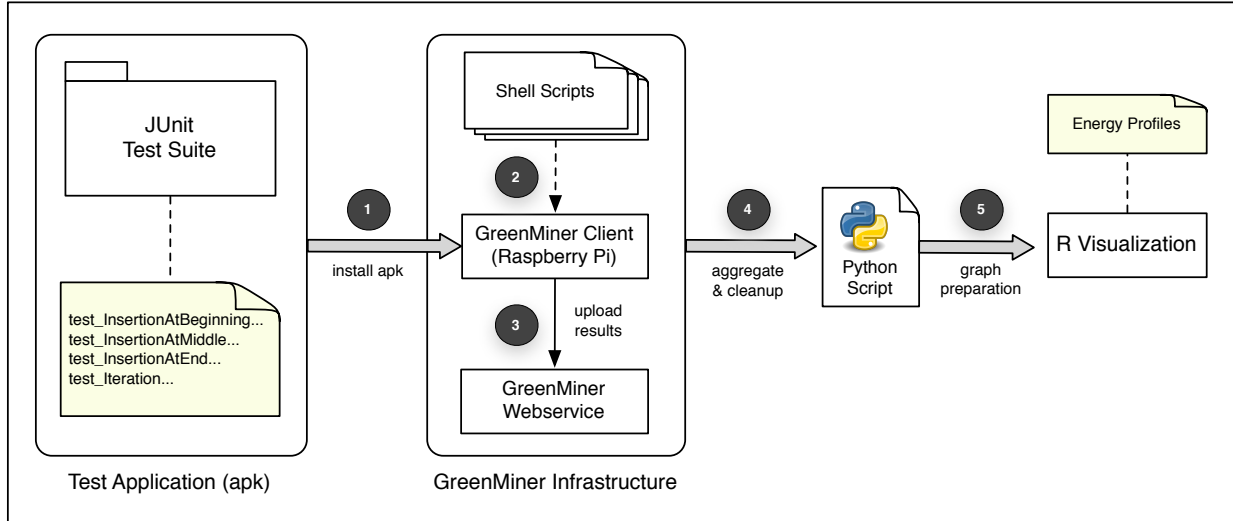 JUnit
Test Suite
test_InsertionAtBeginning...
test_InsertionAtMiddle...
test_InsertionAtEnd...
test_Iteration...
Test Application (apk)
1
install apk
Shell Scripts
2
GreenMiner Client
(Raspberry Pi)
3
upload
results
GreenMiner
Webservice
GreenMiner Infrastructure
4
aggregate
& cleanup
Python
Script
5
graph
preparation
Energy Profiles
R Visualization